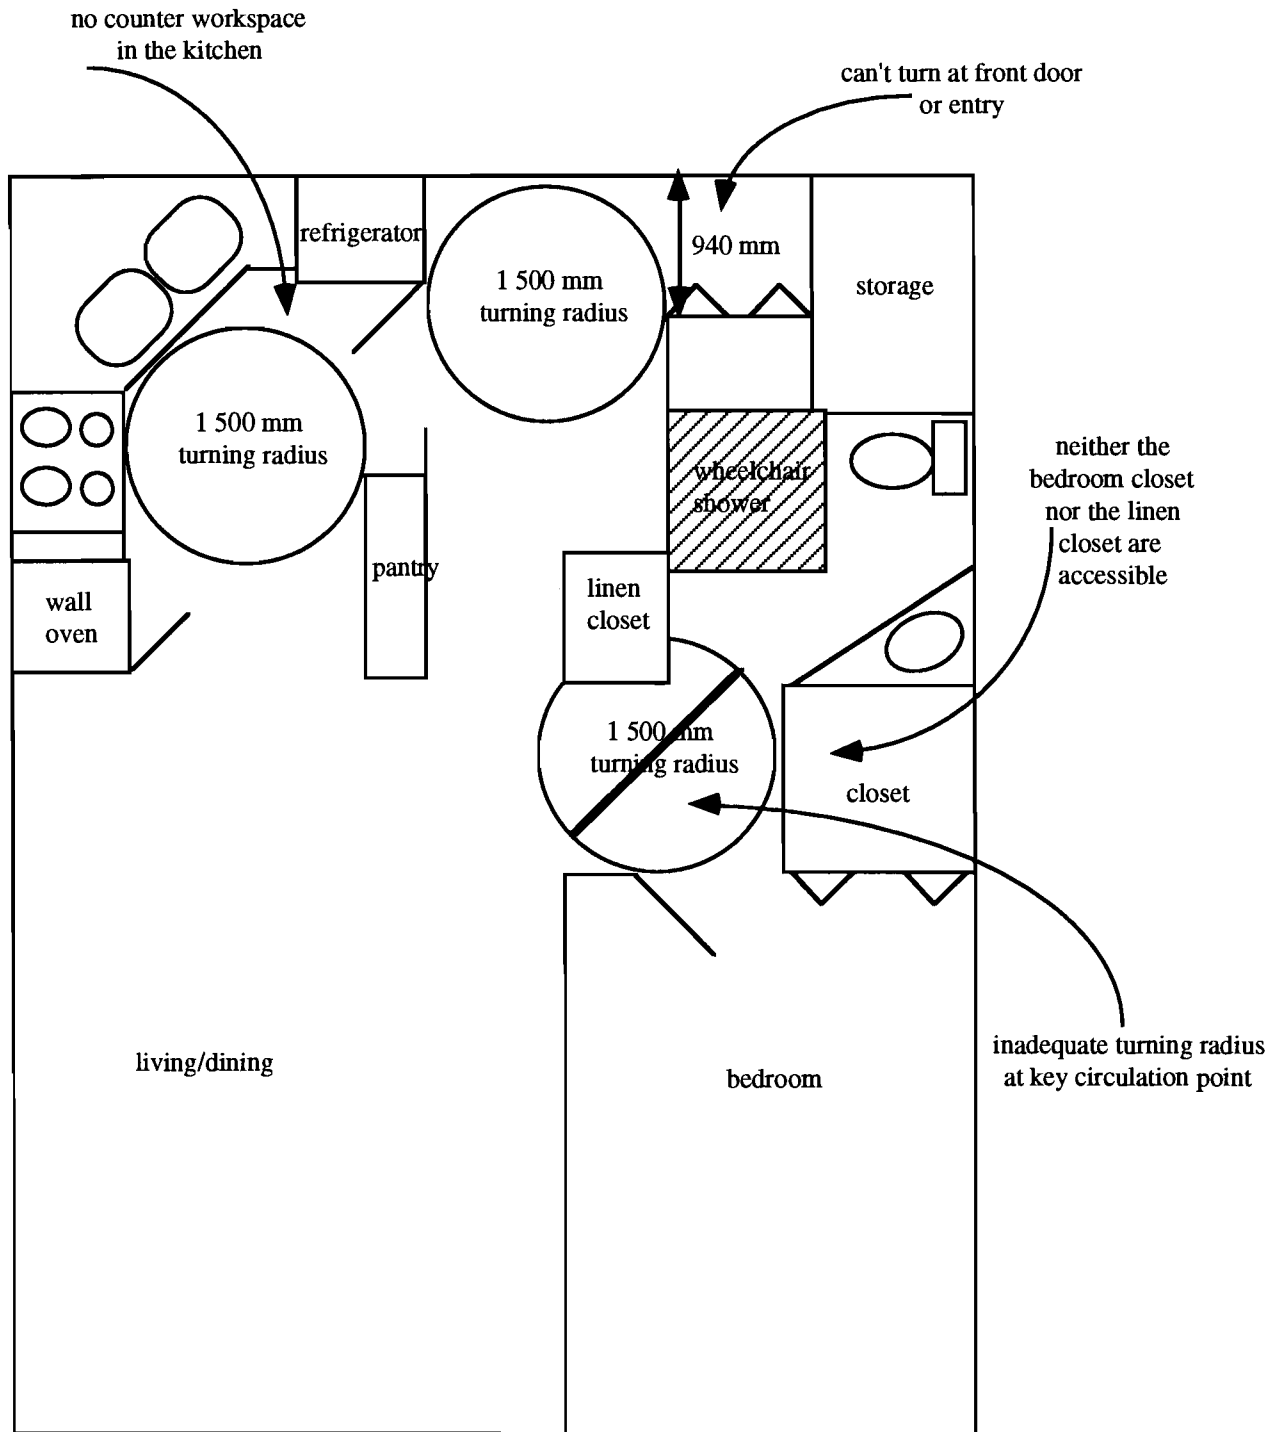 no counter workspace
in the kitchen
can't turn at front door
or entry
refrigerator
940 mm
1 500 mm
turning radius
storage
1 500 mm
turning radius
wheelchair
shower
neither the
bedroom closet
nor the linen
closet are
accessible
pantry
wall
oven
linen
closet
1 500 mm
turning radius
closet
living/dining
bedroom
inadequate turning radius
at key circulation point